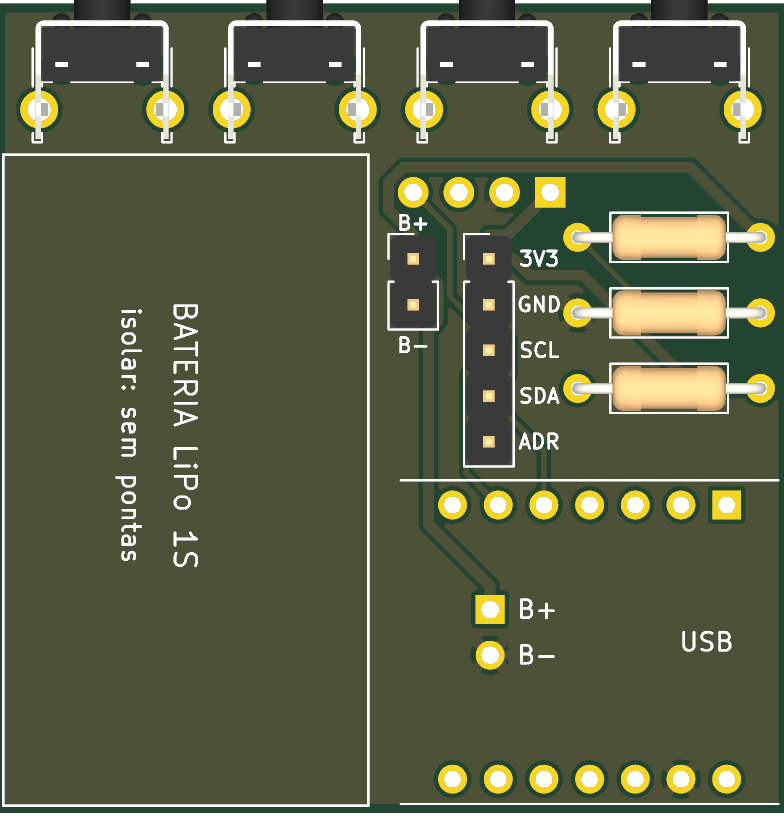 B+
B-
3V3
GND
SCL
SDA
ADR
BATERIA LiPo 1S
isolar: sem pontas
B+
B-
USB